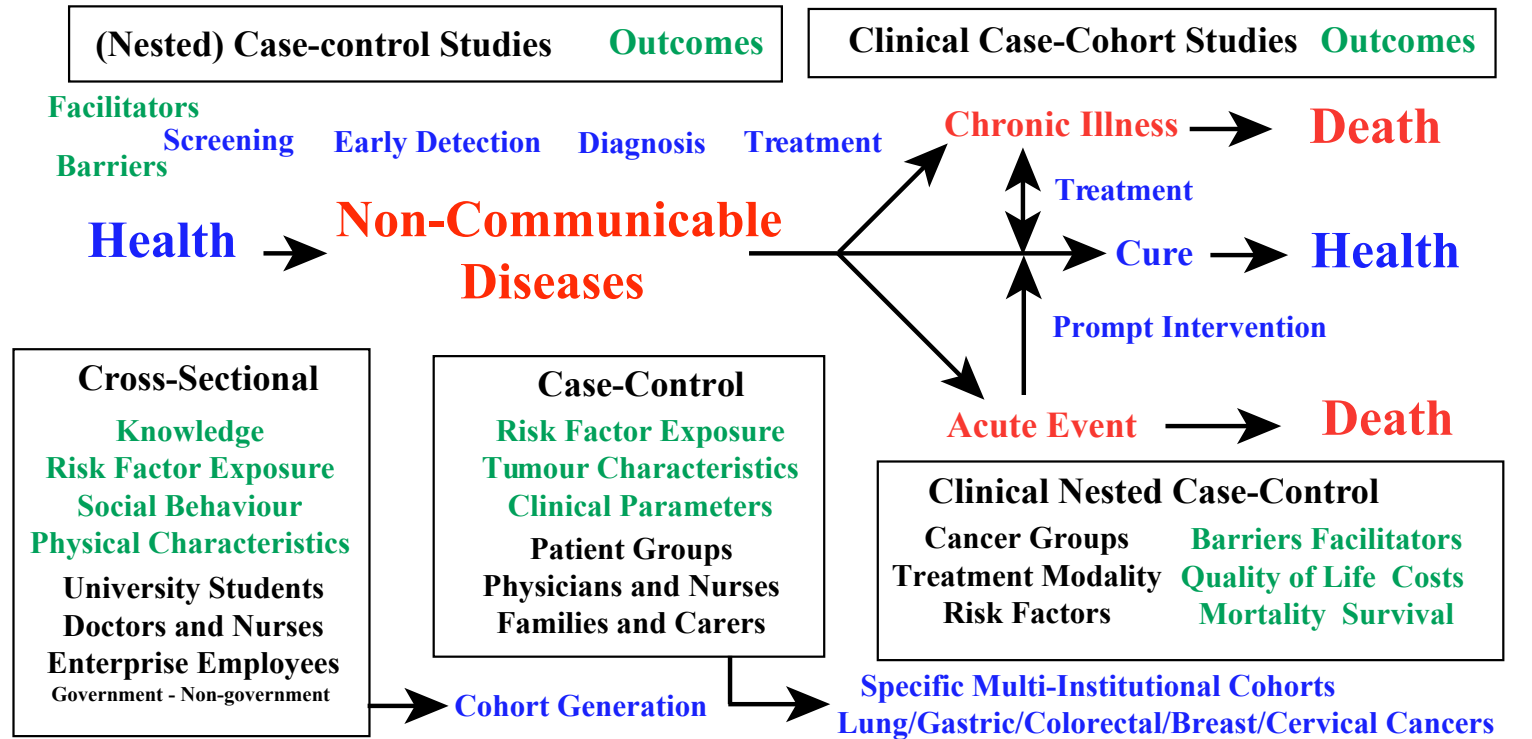 (Nested) Case-control Studies Outcomes
Clinical Case-Cohort Studies Outcomes
Facilitators
Barriers
Screening Early Detection Diagnosis Treatment
Health
Non-Communicable
Diseases
Chronic Illness
Death
Treatment
Cure
Health
Prompt Intervention
Acute Event
Death
Cross-Sectional
Knowledge
Risk Factor Exposure
Social Behaviour
Physical Characteristics
University Students
Doctors and Nurses
Enterprise Employees
Government - Non-government
Cohort Generation
Case-Control
Risk Factor Exposure
Tumour Characteristics
Clinical Parameters
Patient Groups
Physicians and Nurses
Families and Carers
Clinical Nested Case-Control
Cancer Groups Barriers Facilitators
Treatment Modality Quality of Life Costs
Risk Factors Mortality Survival
Specific Multi-Institutional Cohorts
Lung/Gastric/Colorectal/Breast/Cervical Cancers